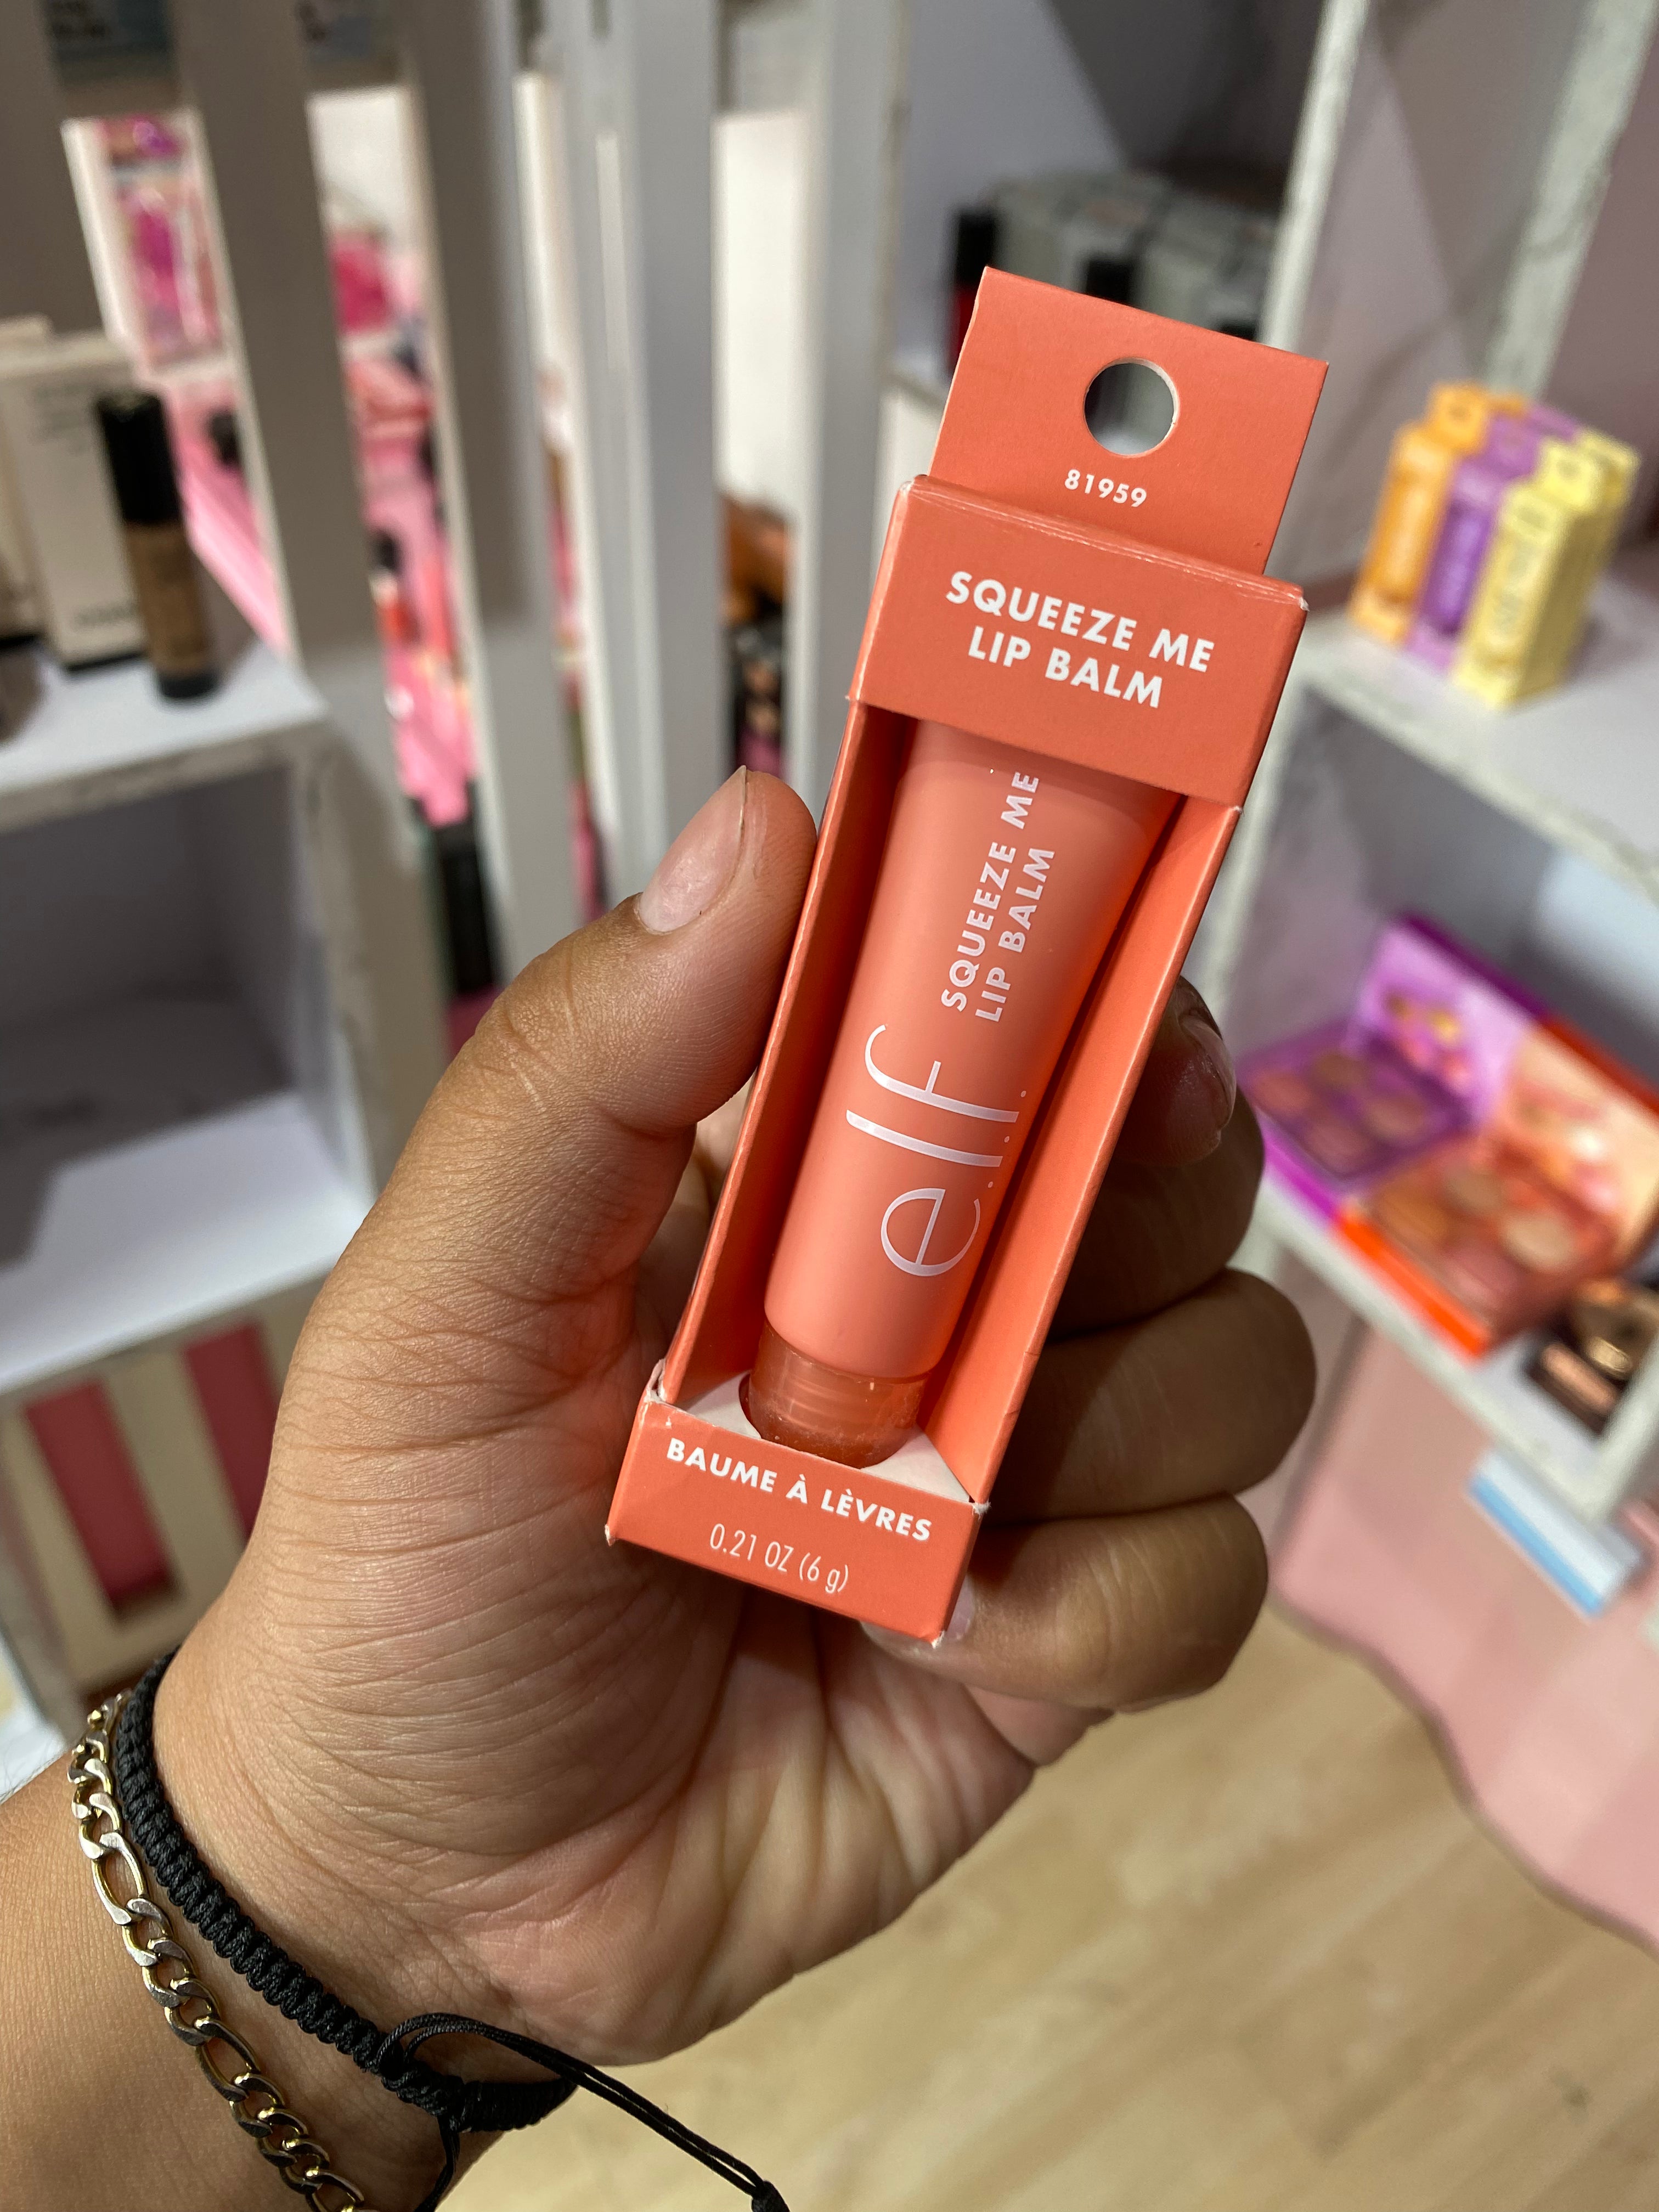 81959
SQUEEZE ME
LIP BALM
e.l.f.
SQUEEZE ME
LIP BALM
BAUME À LÈVRES
0.21 OZ (6 g)